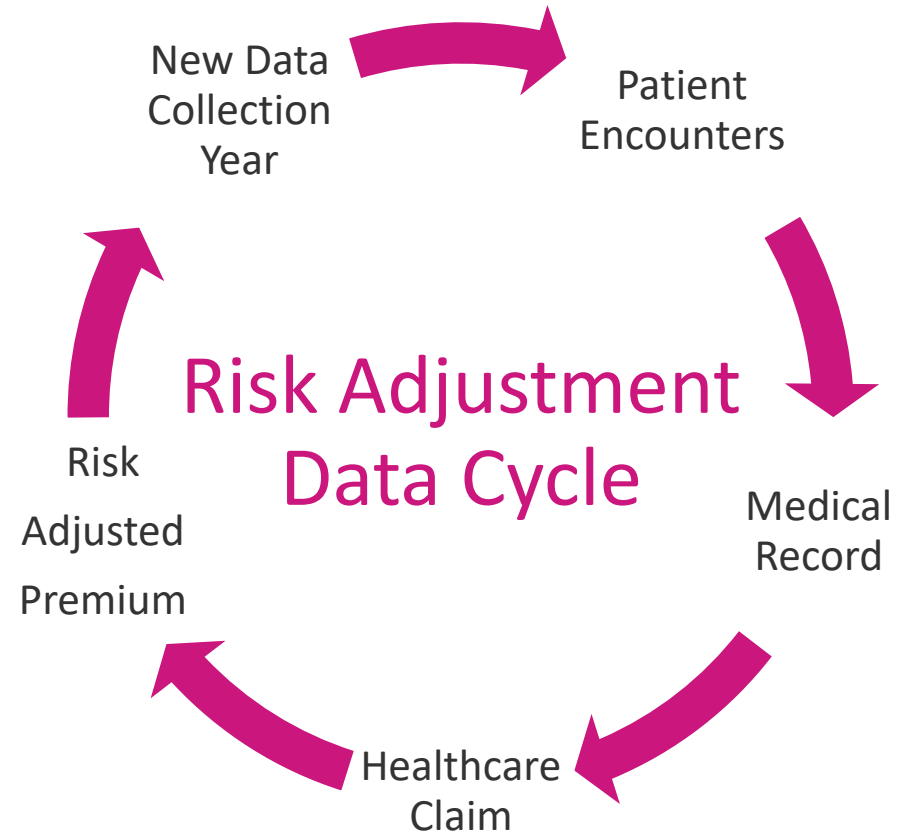 New Data
Collection
Year
Patient
Encounters
Risk Adjustment
Data Cycle
Medical
Record
Risk
Adjusted
Premium
Healthcare
Claim